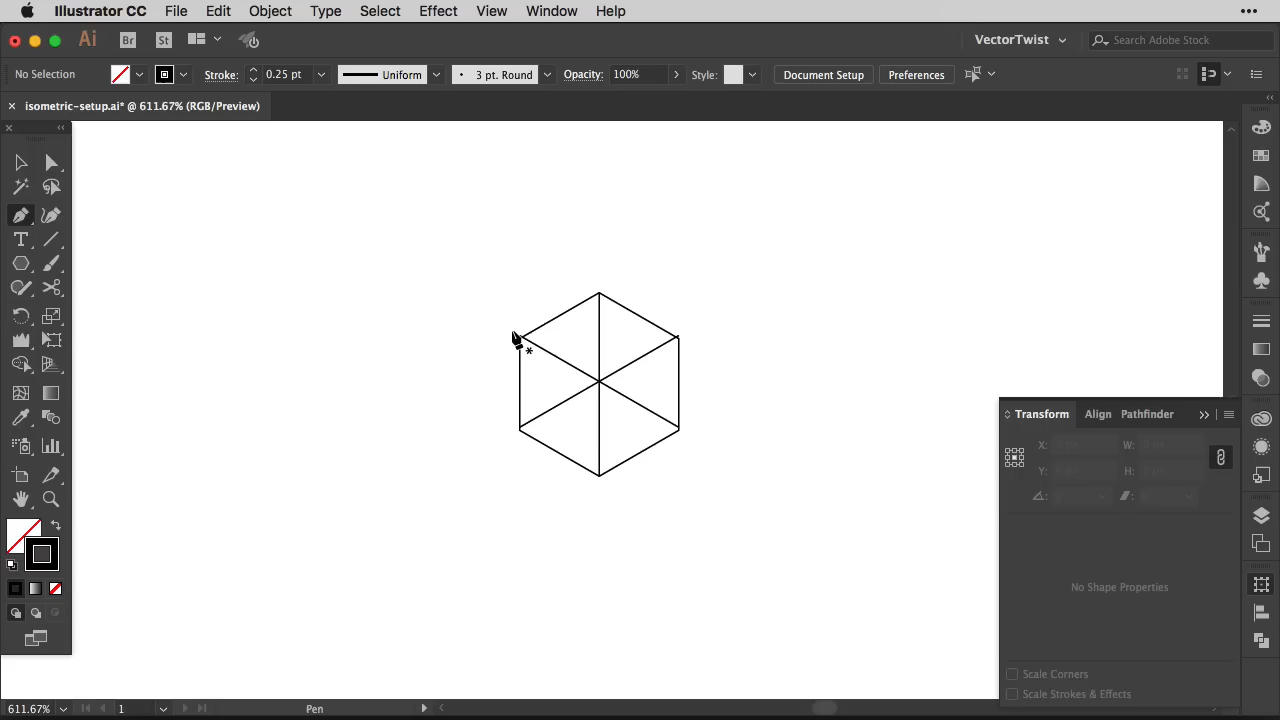 Illustrator CC File Edit Object Type Select Effect View Window Help
Ai Br St VectorTwist Search Adobe Stock
No Selection Stroke: 0.25 pt Uniform 3 pt. Round Opacity: 100% Style: Document Setup Preferences
isometric-setup.ai* @ 611.67% (RGB/Preview)
Transform Align Pathfinder
X: W:
Y: H:
No Shape Properties
Scale Corners
Scale Strokes & Effects
611.67% 1 Pen